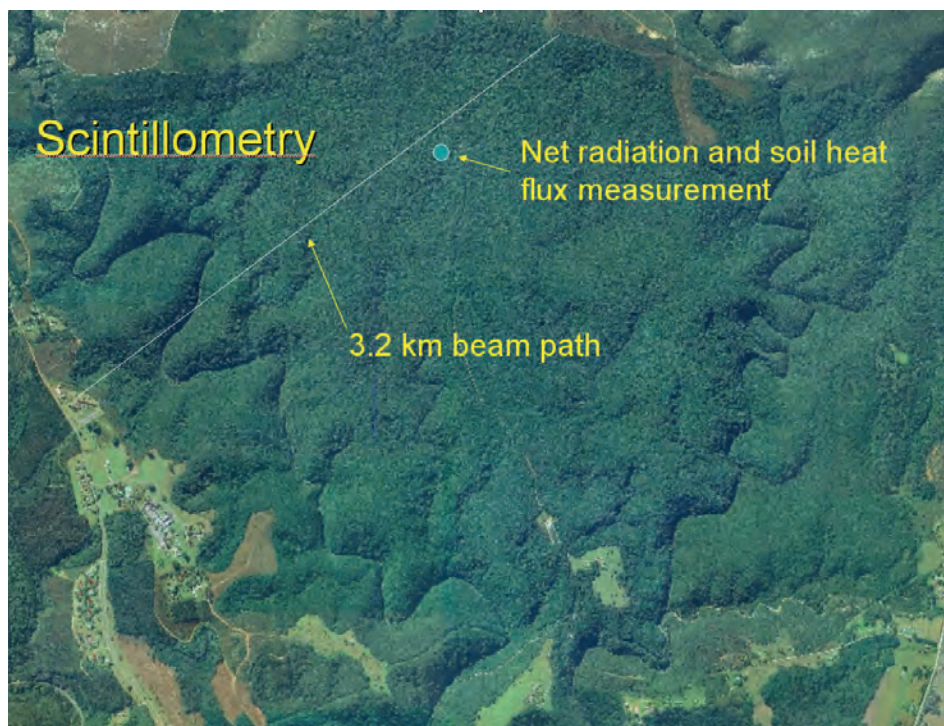 Scintillometry
Net radiation and soil heat
flux measurement
3.2 km beam path